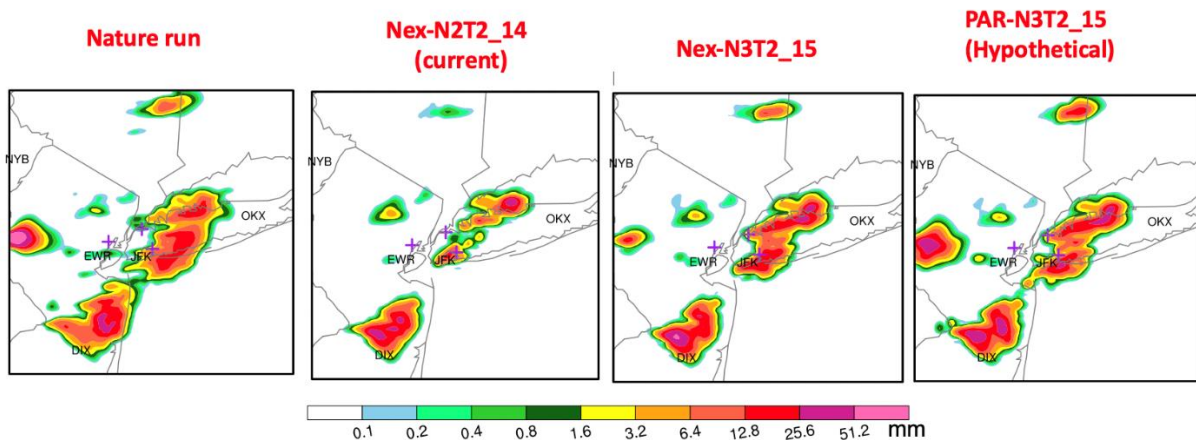 Nature run
Nex-N2T2_14
(current)
Nex-N3T2_15
PAR-N3T2_15
(Hypothetical)
NYB
OKX
EWR
JFK
DIX
NYB
OKX
EWR
JFK
DIX
NYB
OKX
EWR
JFK
DIX
NYB
OKX
EWR
JFK
DIX
0.1 0.2 0.4 0.8 1.6 3.2 6.4 12.8 25.6 51.2 mm